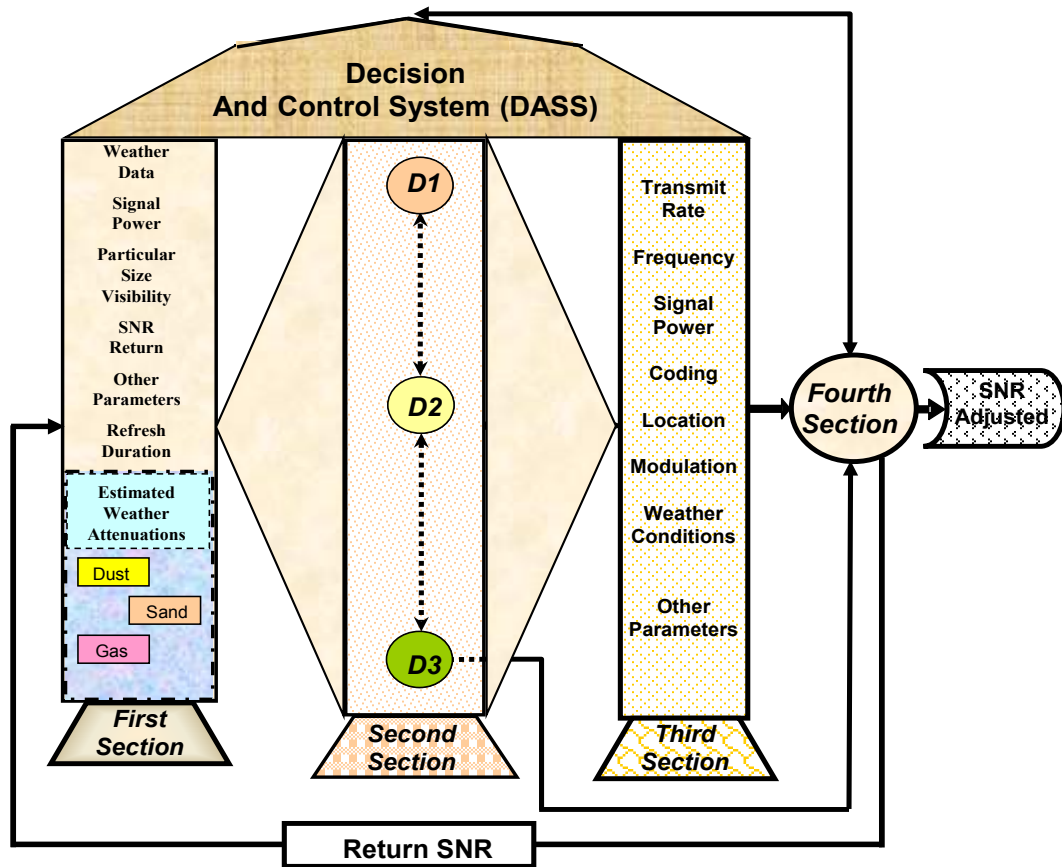 Decision
And Control System (DASS)
Weather
Data
Signal
Power
Particular
Size
Visibility
SNR
Return
Other
Parameters
Refresh
Duration
Estimated
Weather
Attenuations
Dust
Sand
Gas
First
Section
D1
D2
D3
Second
Section
Transmit
Rate
Frequency
Signal
Power
Coding
Location
Modulation
Weather
Conditions
Other
Parameters
Third
Section
Fourth
Section
SNR
Adjusted
Return SNR